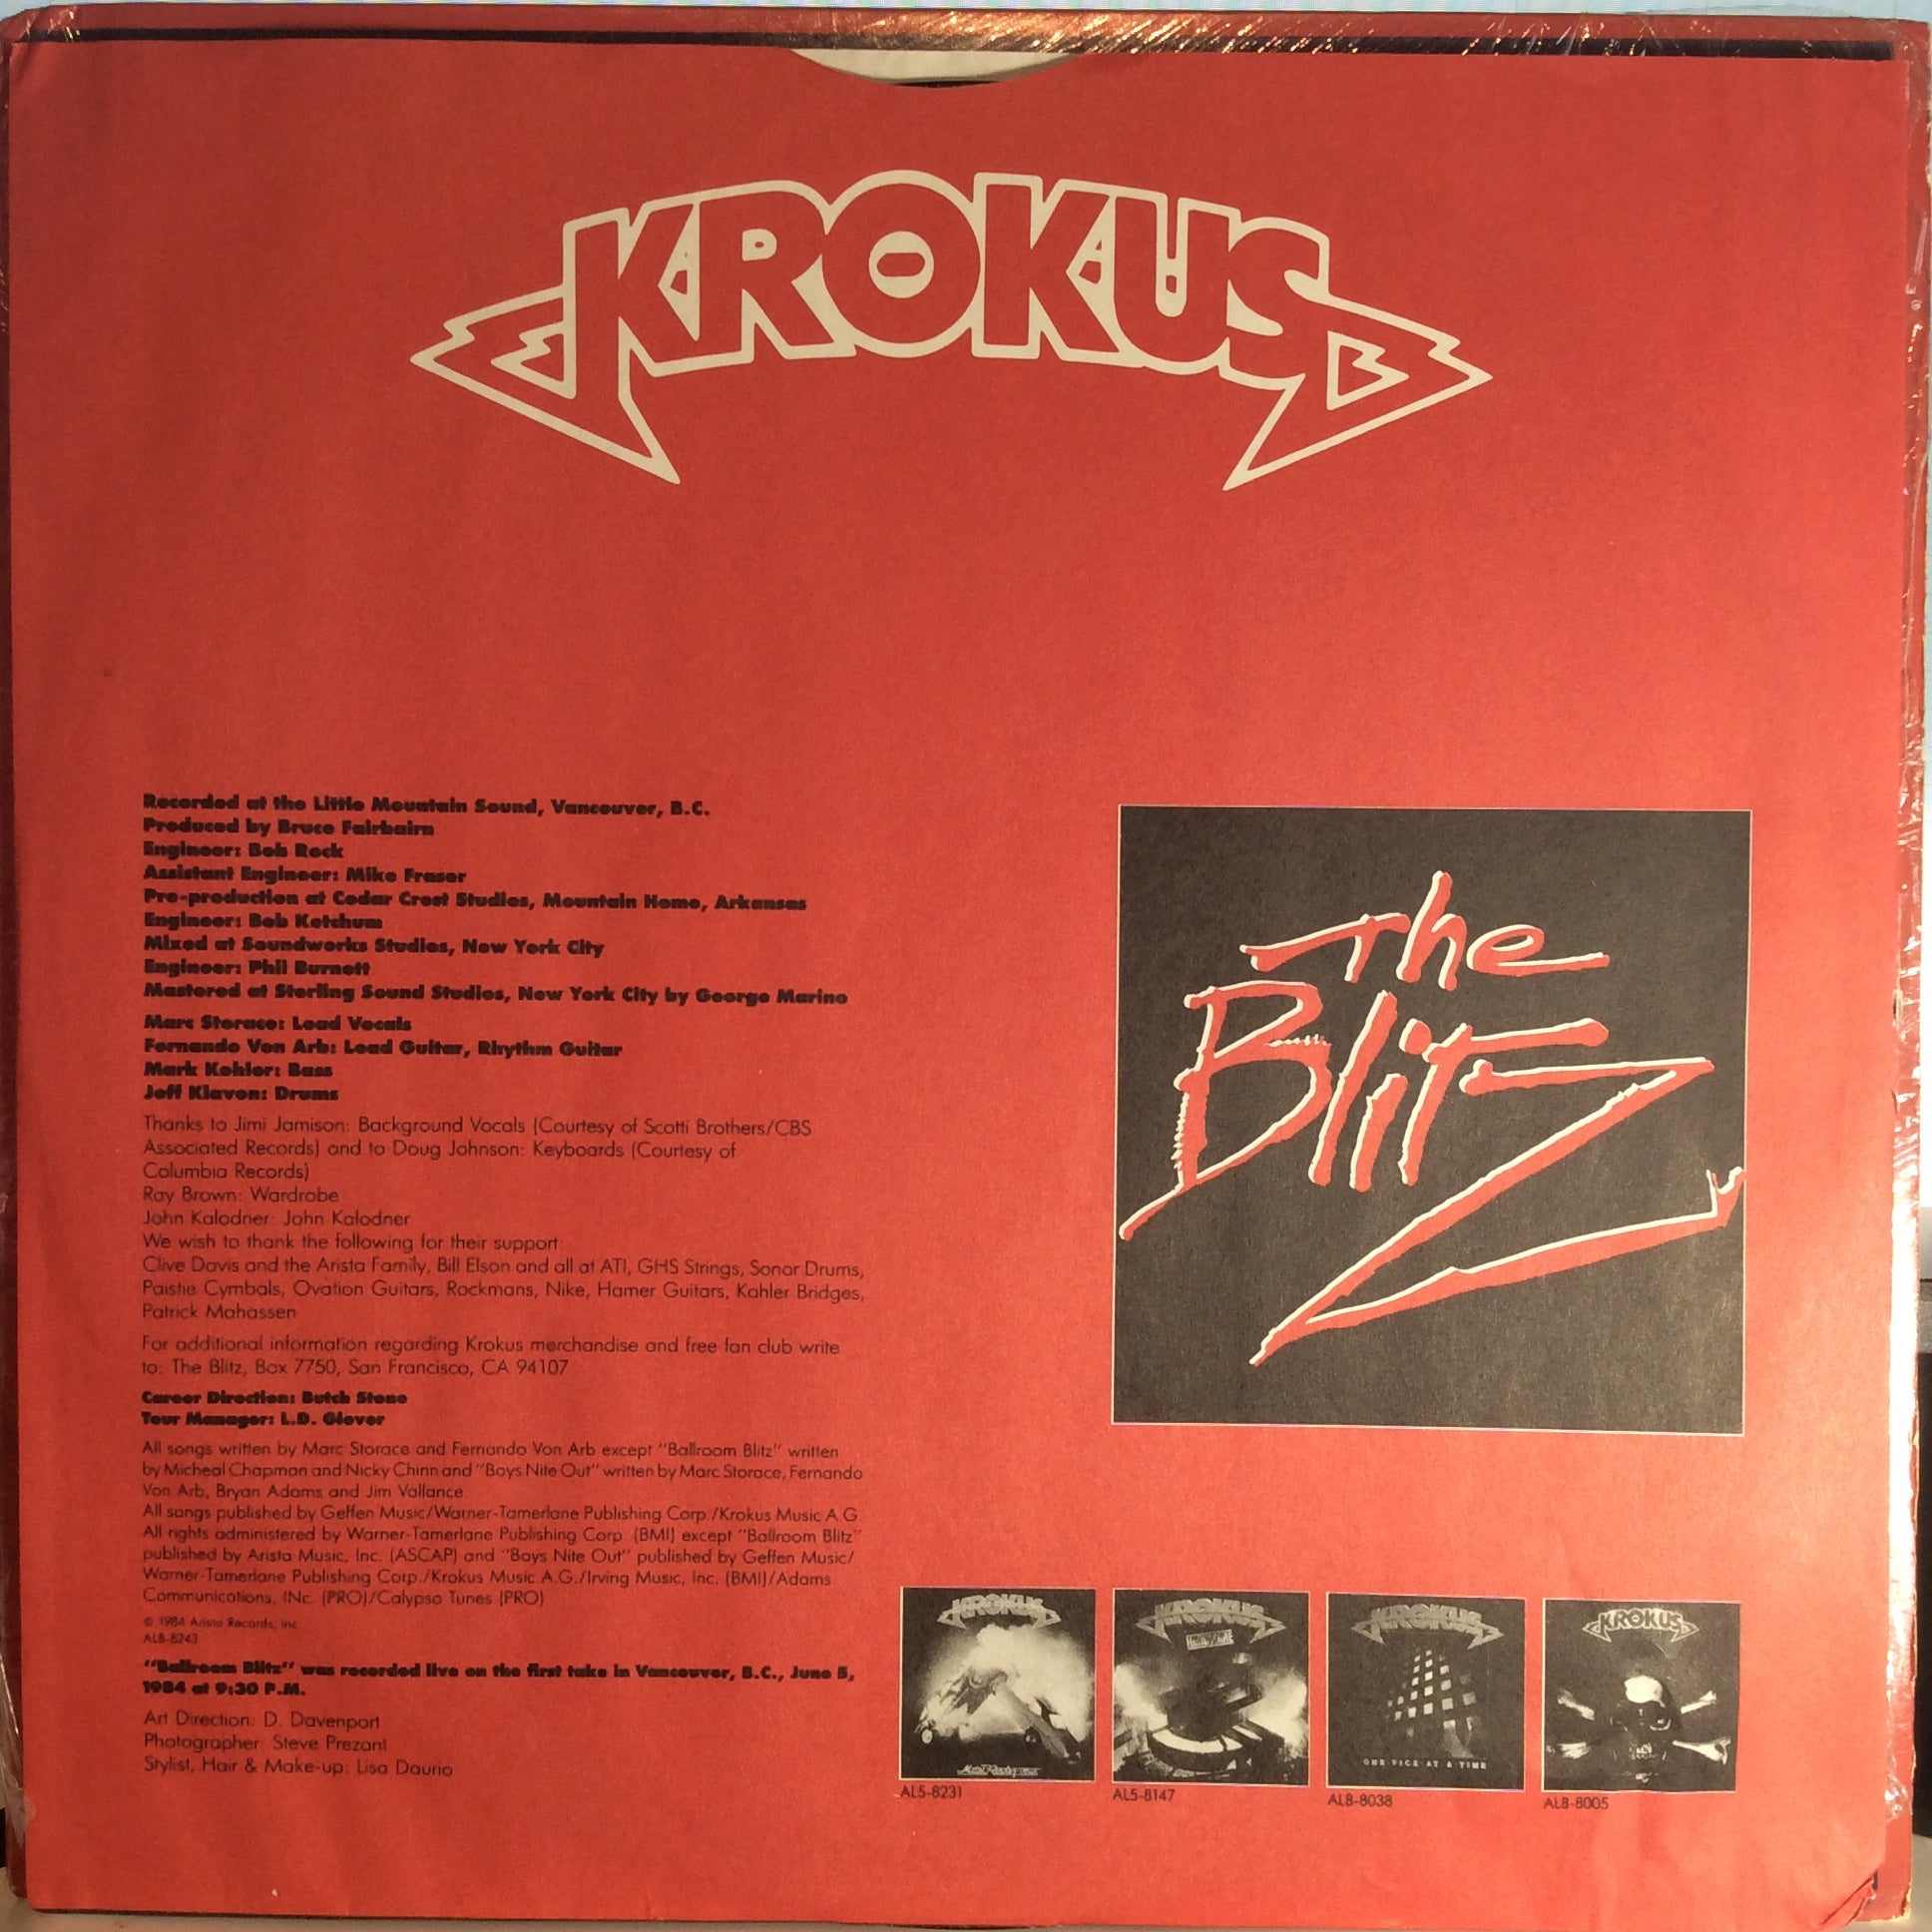 KROKUS
Recorded at the Little Mountain Sound, Vancouver, B.C.
Produced by Bruce Fairbairn
Engineer: Bob Rock
Assistant Engineer: Mike Fraser
Pre-production at Cedar Crest Studios, Mountain Home, Arkansas
Engineer: Bob Ketchum
Mixed at Soundworks Studios, New York City
Engineer: Phil Burnett
Mastered at Sterling Sound Studios, New York City by George Marino
Marc Storace: Lead Vocals
Fernando Von Arb: Lead Guitar, Rhythm Guitar
Mark Kohler: Bass
Jeff Klaven: Drums
Thanks to Jimi Jamison: Background Vocals (Courtesy of Scotti Brothers/CBS
Associated Records) and to Doug Johnson: Keyboards (Courtesy of
Columbia Records)
Ray Brown: Wardrobe
John Kalodner: John Kalodner
We wish to thank the following for their support:
Clive Davis and the Arista Family, Bill Elson and all at ATI, GHS Strings, Sonor Drums,
Paistie Cymbals, Ovation Guitars, Rockmans, Nike, Hamer Guitars, Kahler Bridges,
Patrick Mahassen
For additional information regarding Krokus merchandise and free fan club write
to: The Blitz, Box 7750, San Francisco, CA 94107
Career Direction: Butch Stone
Tour Manager: L.D. Glover
All songs written by Marc Storace and Fernando Von Arb except "Ballroom Blitz" written
by Micheal Chapman and Nicky Chinn and "Boys Nite Out" written by Marc Storace, Fernando
Von Arb, Bryan Adams and Jim Vallance.
All songs published by Geffen Music/Warner-Tamerlane Publishing Corp./Krokus Music A.G.
All rights administered by Warner-Tamerlane Publishing Corp. (BMI) except "Ballroom Blitz"
published by Arista Music, Inc. (ASCAP) and "Boys Nite Out" published by Geffen Music/
Warner-Tamerlane Publishing Corp./Krokus Music A.G./Irving Music, Inc. (BMI)/Adams
Communications, INc. (PRO)/Calypso Tunes (PRO)
© 1984 Arista Records, Inc.
AL8-8243
"Ballroom Blitz" was recorded live on the first take in Vancouver, B.C., June 5,
1984 at 9:30 P.M.
Art Direction: D. Davenport
Photographer: Steve Prezant
Stylist, Hair & Make-up: Lisa Daurio
The
Blitz
KROKUS
Metal Rendez-vous
AL5-8231
KROKUS
HARDWARE
AL5-8147
KROKUS
ONE VICE AT A TIME
AL8-8038
KROKUS
AL8-8005